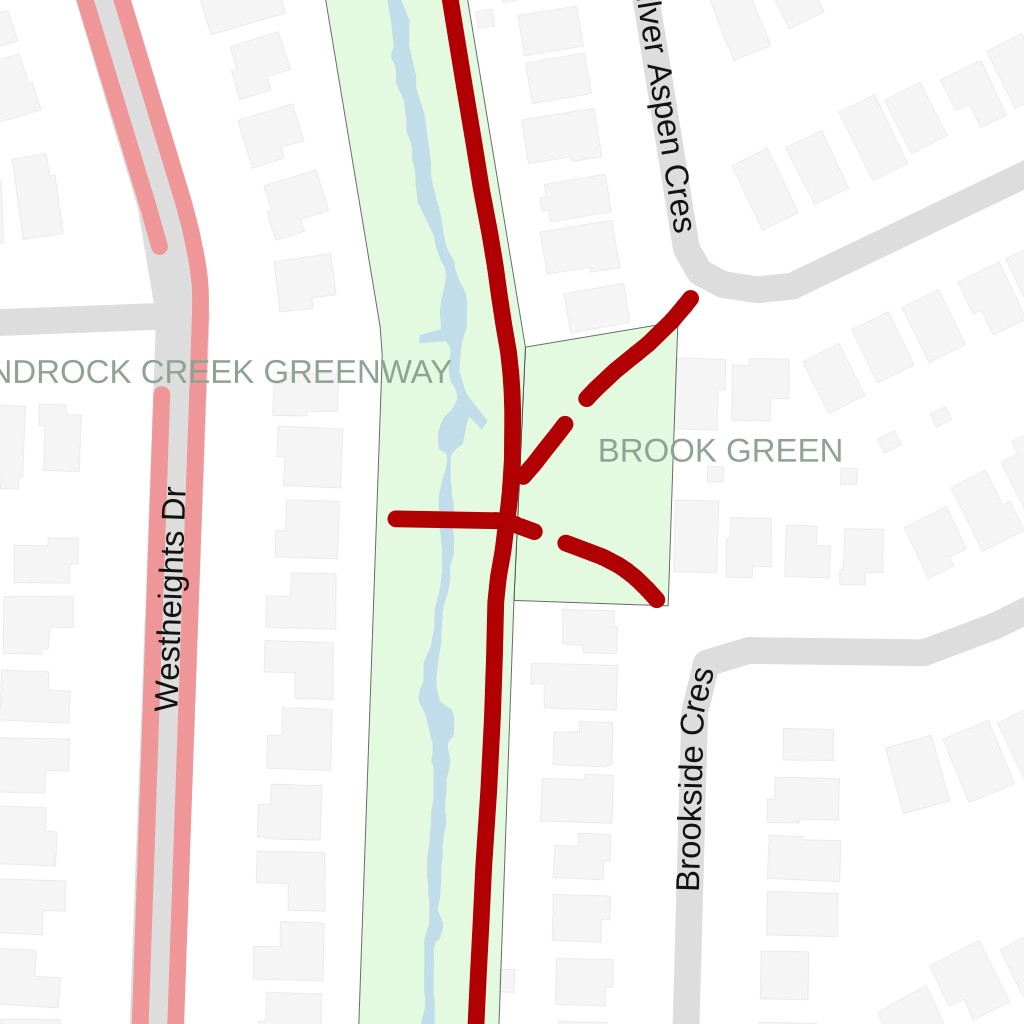 lver Aspen Cres
NDROCK CREEK GREENWAY
BROOK GREEN
Westheights Dr
Brookside Cres